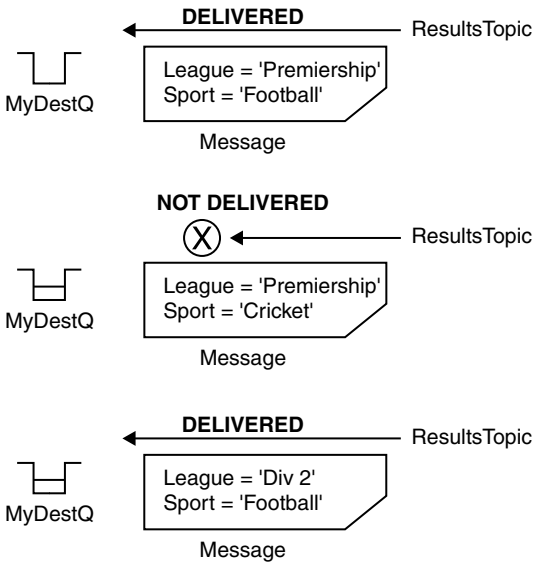 DELIVERED
ResultsTopic
League = 'Premiership'
Sport = 'Football'
MyDestQ
Message
NOT DELIVERED
X
ResultsTopic
League = 'Premiership'
Sport = 'Cricket'
MyDestQ
Message
DELIVERED
ResultsTopic
League = 'Div 2'
Sport = 'Football'
MyDestQ
Message